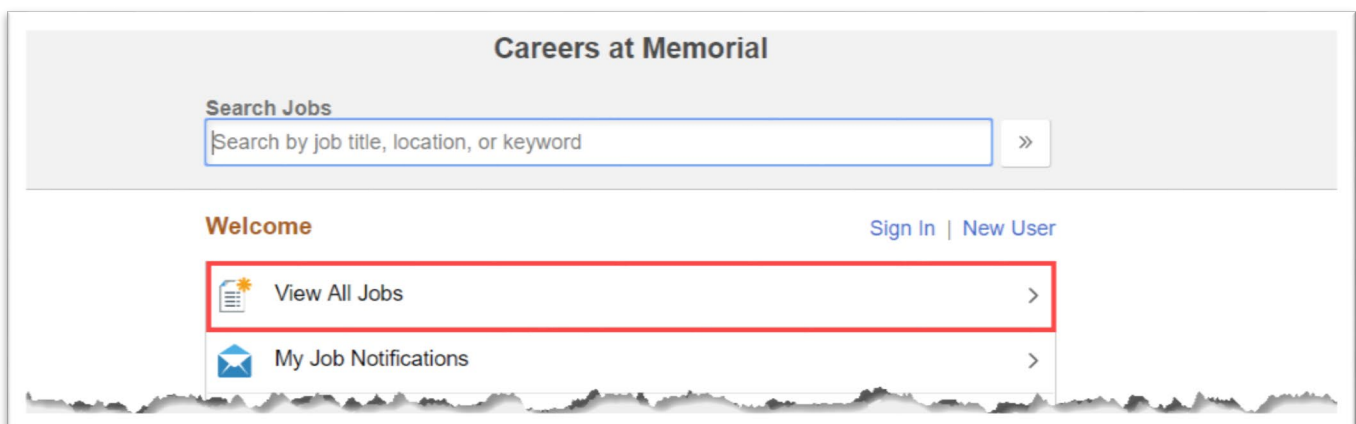 Careers at Memorial
Search Jobs
Search by job title, location, or keyword
»
Welcome
Sign In | New User
View All Jobs
My Job Notifications